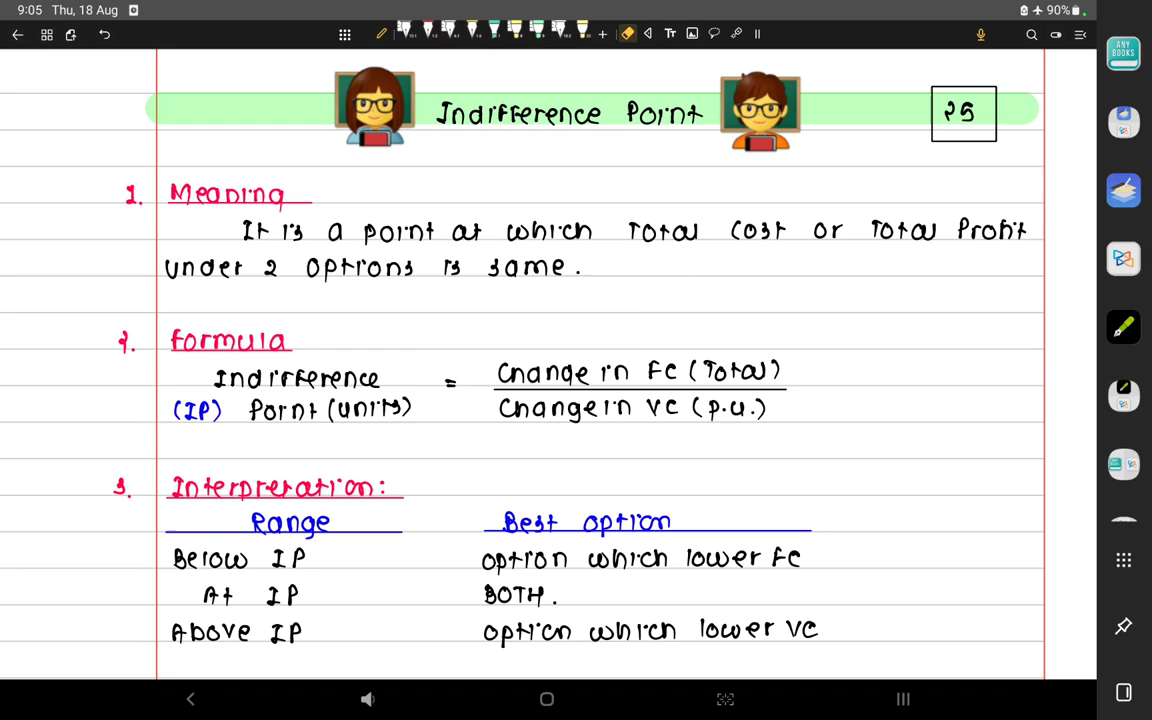 9:05 Thu, 18 Aug
90%
Tт
Indifference Point
25
1. Meaning
It is a point at which Total Cost or Total Profit
under 2 options is same.
2. Formula
Indifference = Change in FC (Total)
(IP) Point (units) Change in VC (p.u.)
3. Interpretation:
Range Best option
Below IP option which lower FC
At IP BOTH.
Above IP option which lower VC
ANY
BOOKS